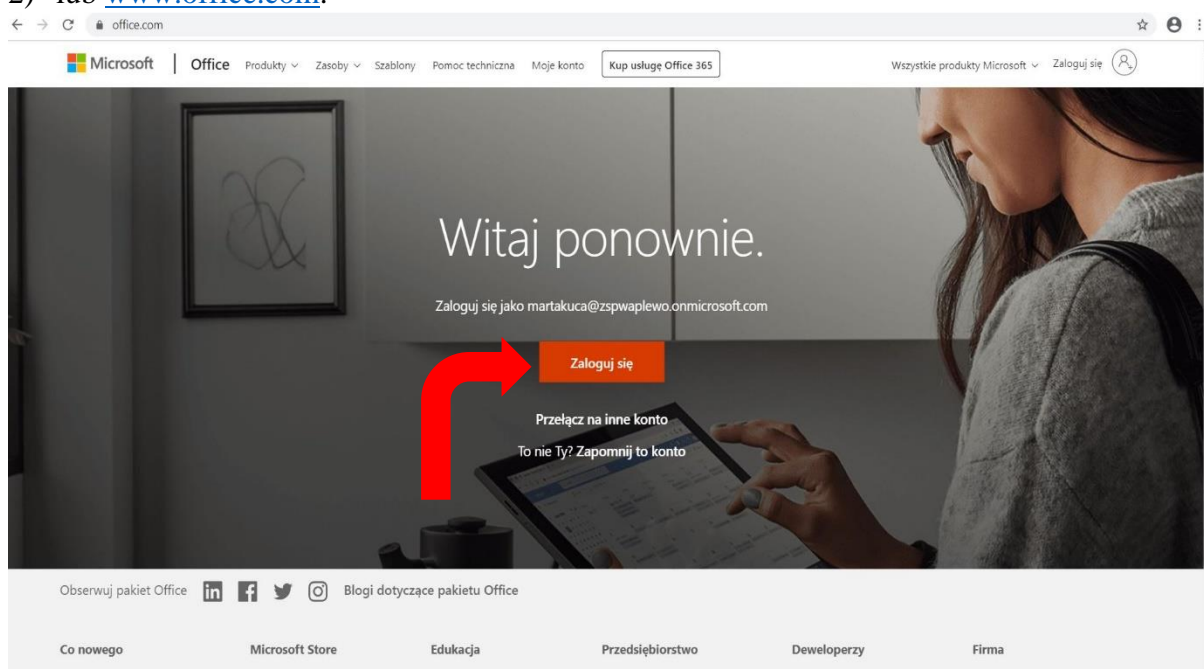 2) lub www.office.com.
office.com
Microsoft | Office Produkty Zasoby Szablony Pomoc techniczna Moje konto Kup usługę Office 365 Wszystkie produkty Microsoft Zaloguj się
Witaj ponownie.
Zaloguj się jako martakuca@zspwaplewo.onmicrosoft.com
Zaloguj się
Przełącz na inne konto
To nie Ty? Zapomnij to konto
Obserwuj pakiet Office Blogi dotyczące pakietu Office
Co nowego Microsoft Store Edukacja Przedsiębiorstwo Deweloperzy Firma